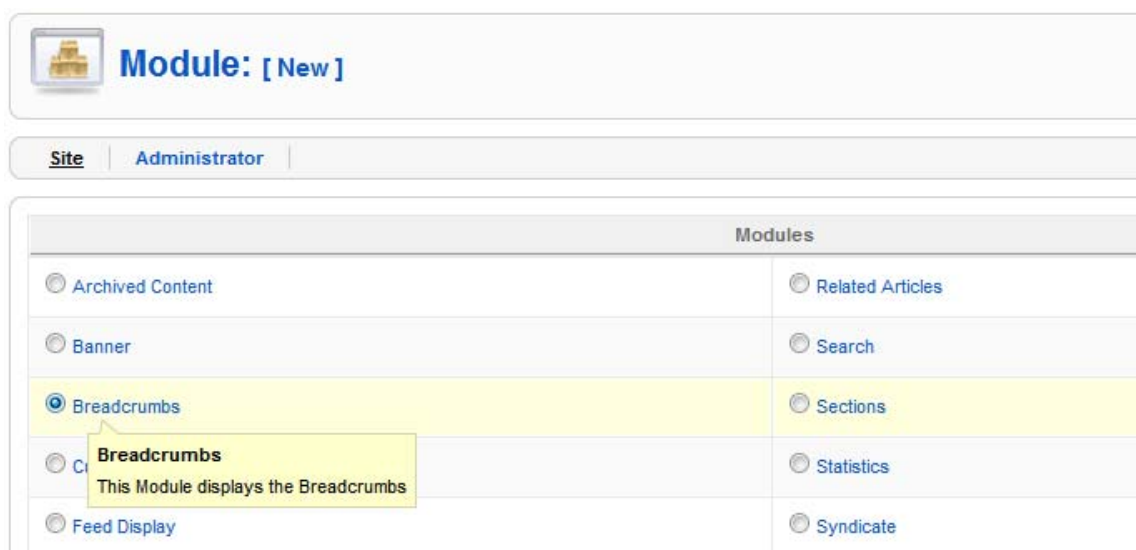 Module: [ New ]
Site Administrator
Modules
Archived Content Related Articles
Banner Search
Breadcrumbs Sections
Breadcrumbs
Statistics
This Module displays the Breadcrumbs
Feed Display Syndicate